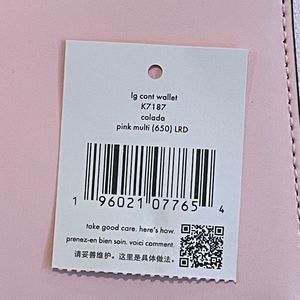 lg cont wallet
K7187
colada
pink multi (650) LRD
1 96021 07765 4
take good care. here's how.
prenez-en bien soin. voici comment.
请妥善维护。这里是具体做法。